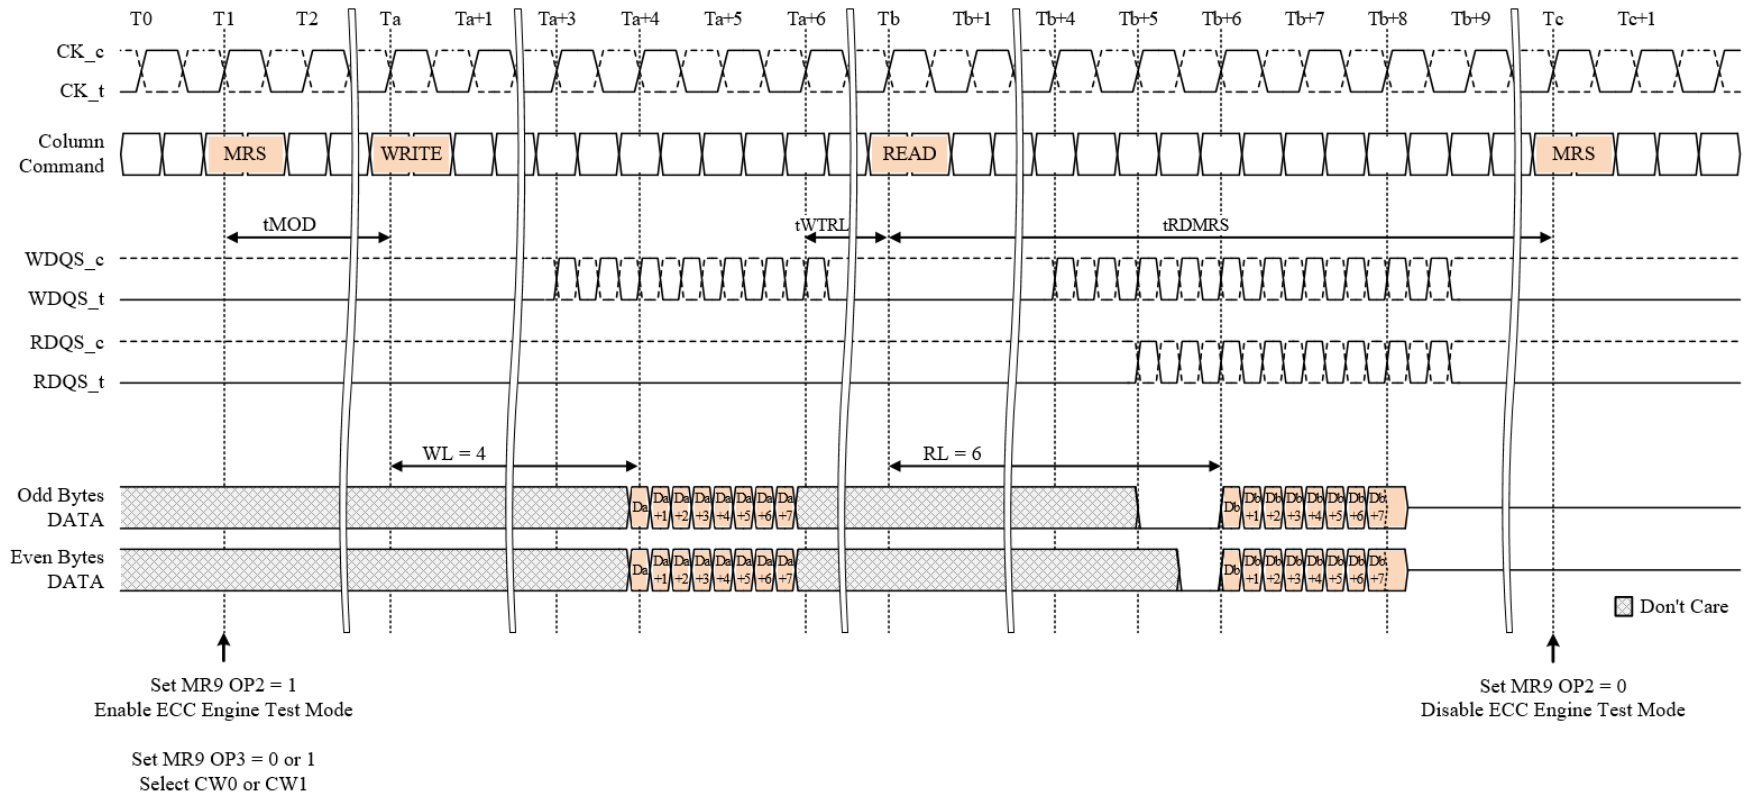 T0 T1 T2 Ta Ta+1 Ta+3 Ta+4 Ta+5 Ta+6 Tb Tb+1 Tb+4 Tb+5 Tb+6 Tb+7 Tb+8 Tb+9 Tc Tc+1
CK_c
CK_t
Column
Command
MRS WRITE READ MRS
tMOD tWTRL tRDMRS
WDQS_c
WDQS_t
RDQS_c
RDQS_t
WL = 4 RL = 6
Odd Bytes
DATA
Da Da +1 Da +2 Da +3 Da +4 Da +5 Da +6 Da +7 Db Db +1 Db +2 Db +3 Db +4 Db +5 Db +6 Db +7
Even Bytes
DATA
Da Da +1 Da +2 Da +3 Da +4 Da +5 Da +6 Da +7 Db Db +1 Db +2 Db +3 Db +4 Db +5 Db +6 Db +7
Don't Care
Set MR9 OP2 = 1
Enable ECC Engine Test Mode
Set MR9 OP3 = 0 or 1
Select CW0 or CW1
Set MR9 OP2 = 0
Disable ECC Engine Test Mode